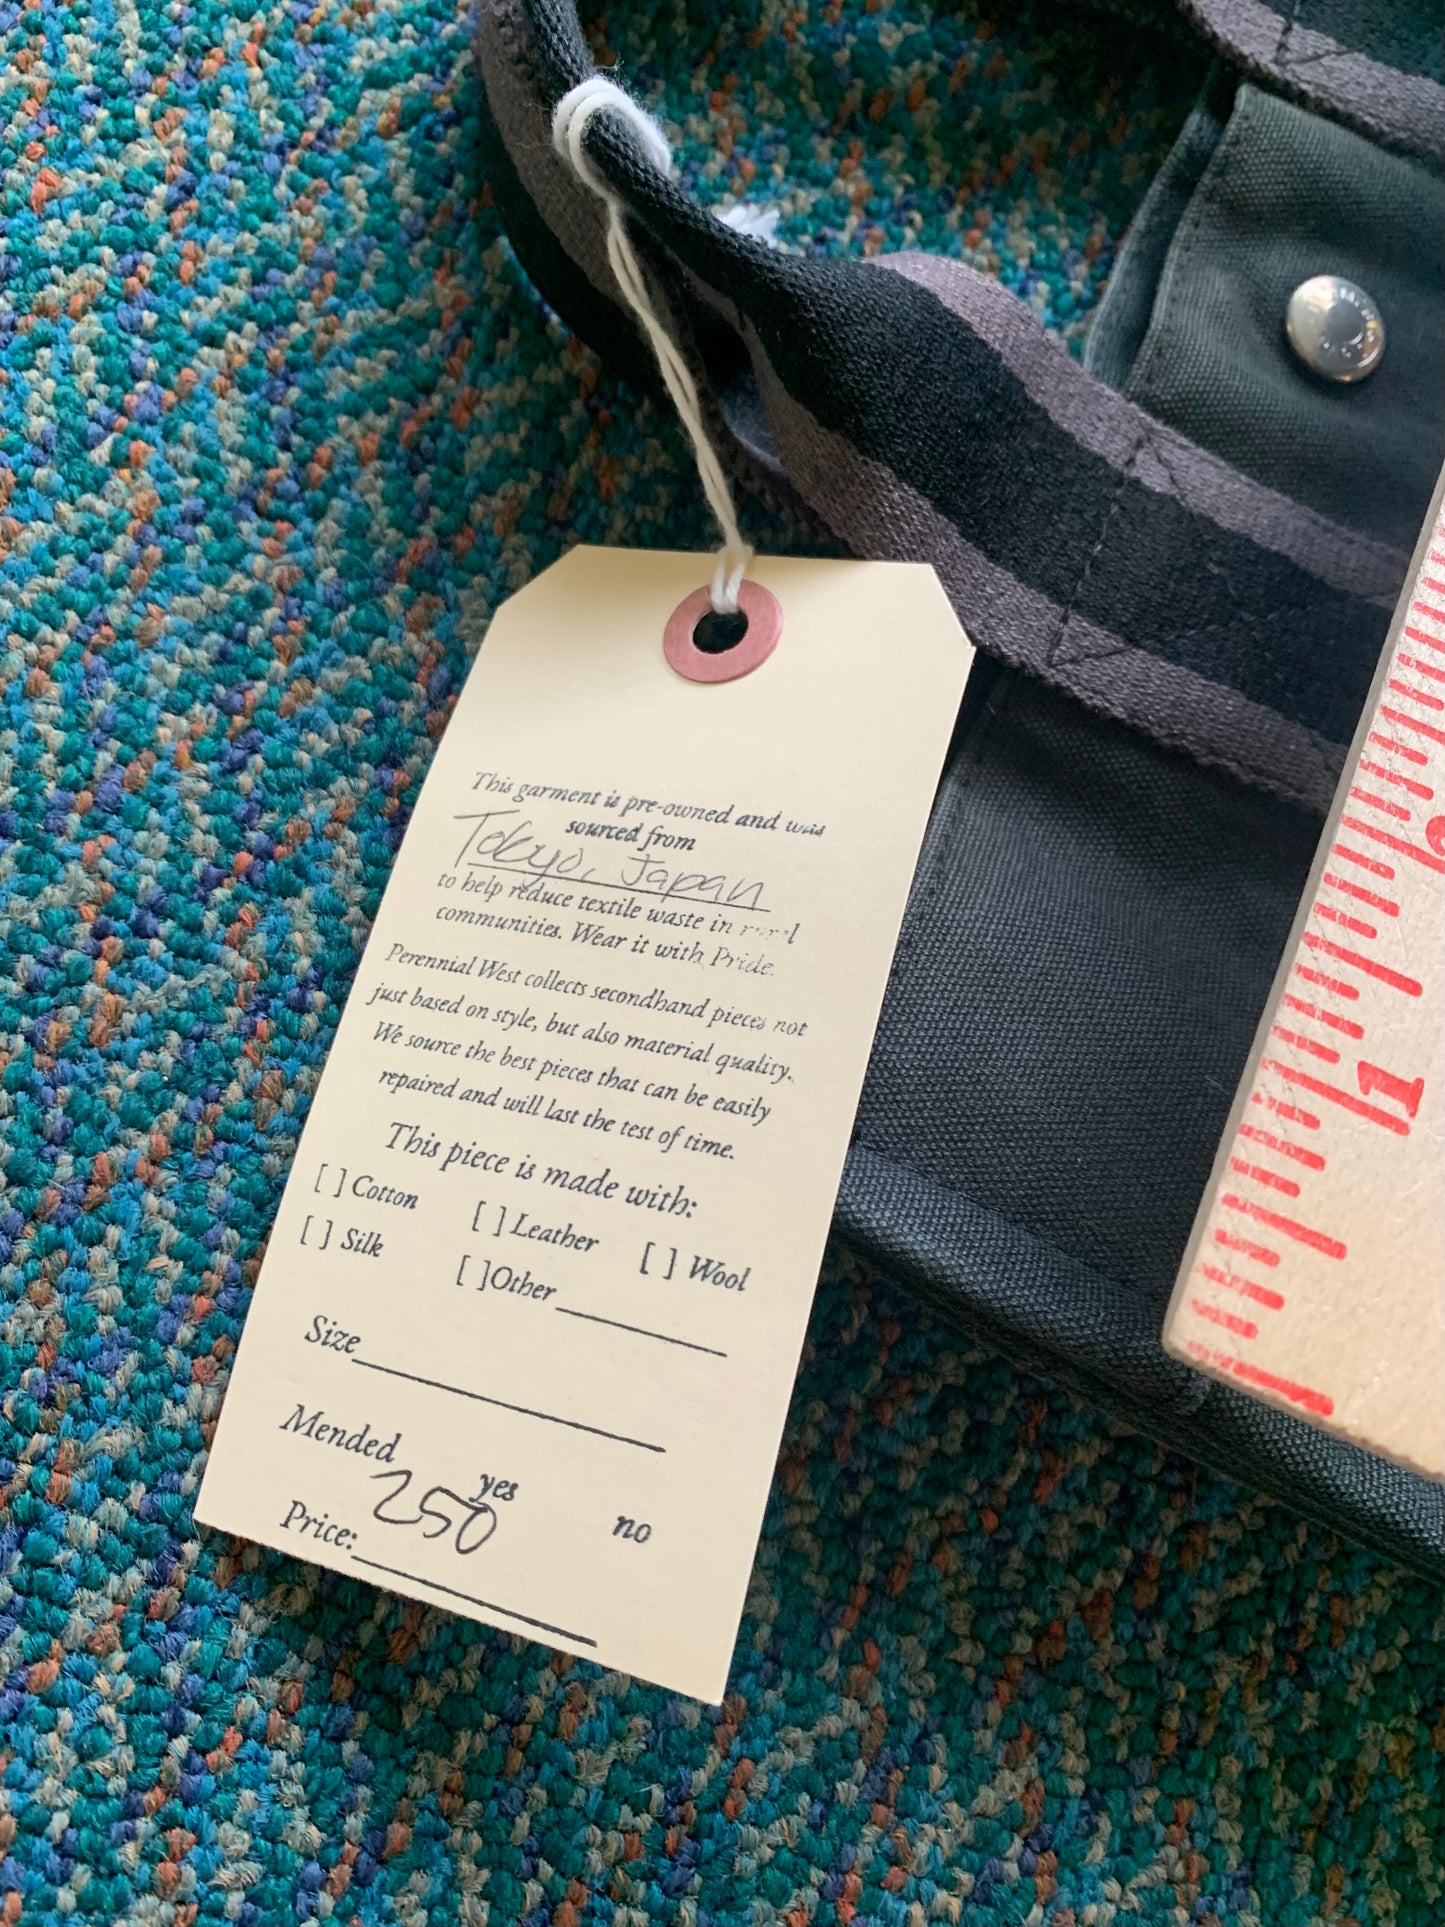 This garment is pre-owned and was
sourced from
Tokyo, Japan
to help reduce textile waste in rural
communities. Wear it with Pride.
Perennial West collects secondhand pieces not
just based on style, but also material quality.
We source the best pieces that can be easily
repaired and will last the test of time.
This piece is made with:
[ ] Cotton [ ] Leather [ ] Wool
[ ] Silk [ ]Other
Size
Mended yes no
Price: 250
1